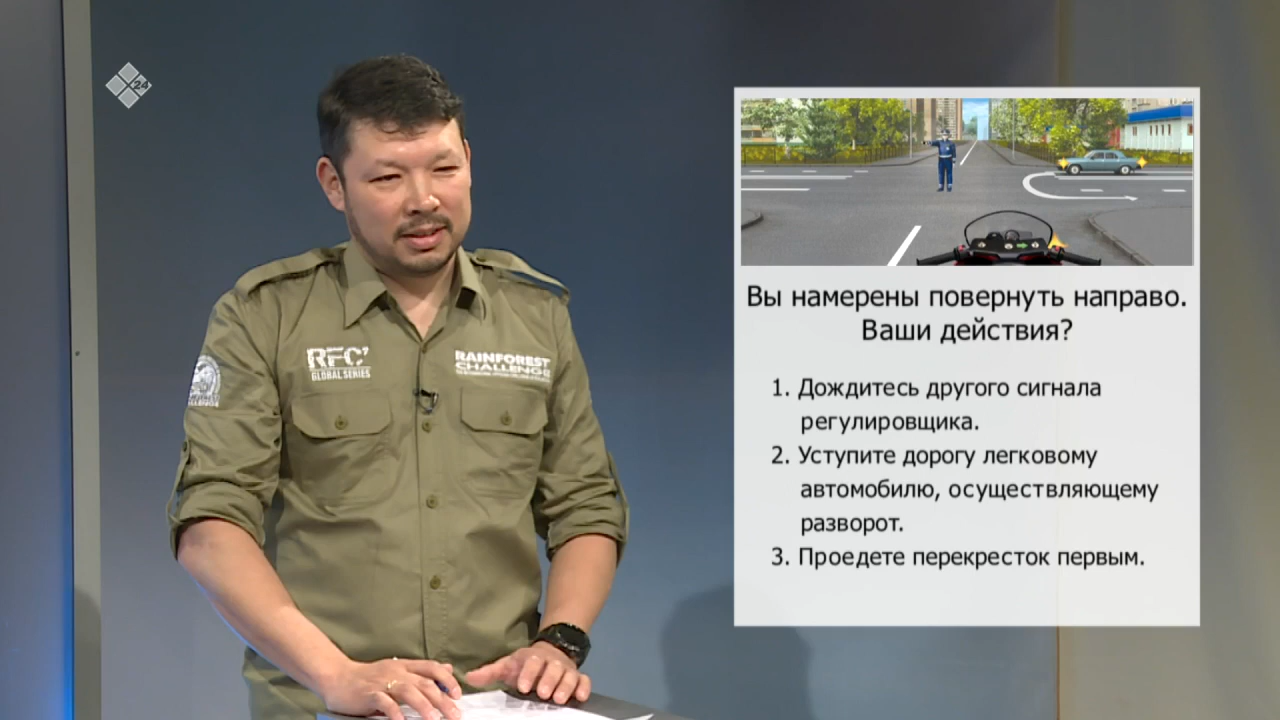 24
RFC
GLOBAL SERIES
RAINFOREST
CHALLENGE
Вы намерены повернуть направо.
Ваши действия?
1. Дождитесь другого сигнала
регулировщика.
2. Уступите дорогу легковому
автомобилю, осуществляющему
разворот.
3. Проедете перекресток первым.